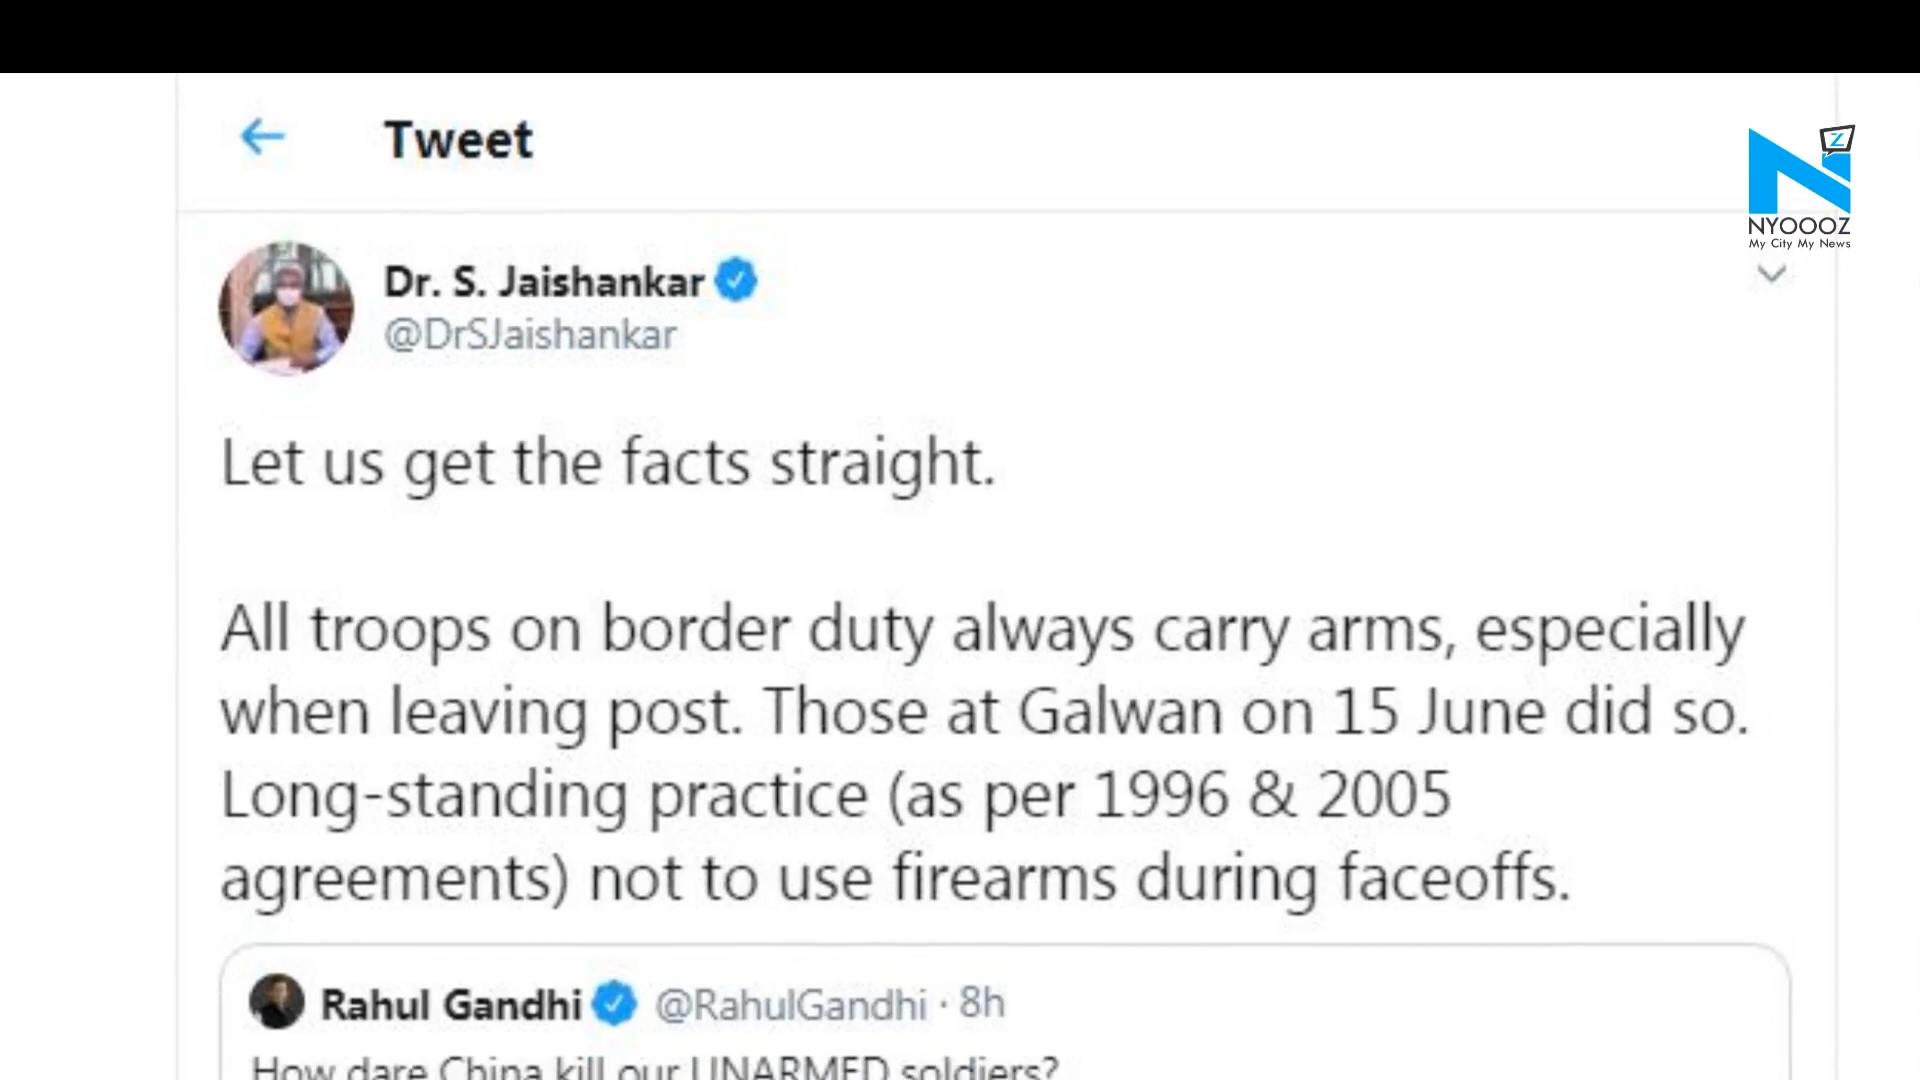 Tweet
Z
NYOOOZ
My City My News
Dr. S. Jaishankar
@DrSJaishankar
Let us get the facts straight.
All troops on border duty always carry arms, especially
when leaving post. Those at Galwan on 15 June did so.
Long-standing practice (as per 1996 & 2005
agreements) not to use firearms during faceoffs.
Rahul Gandhi @RahulGandhi · 8h
How dare China kill our UNARMED soldiers?